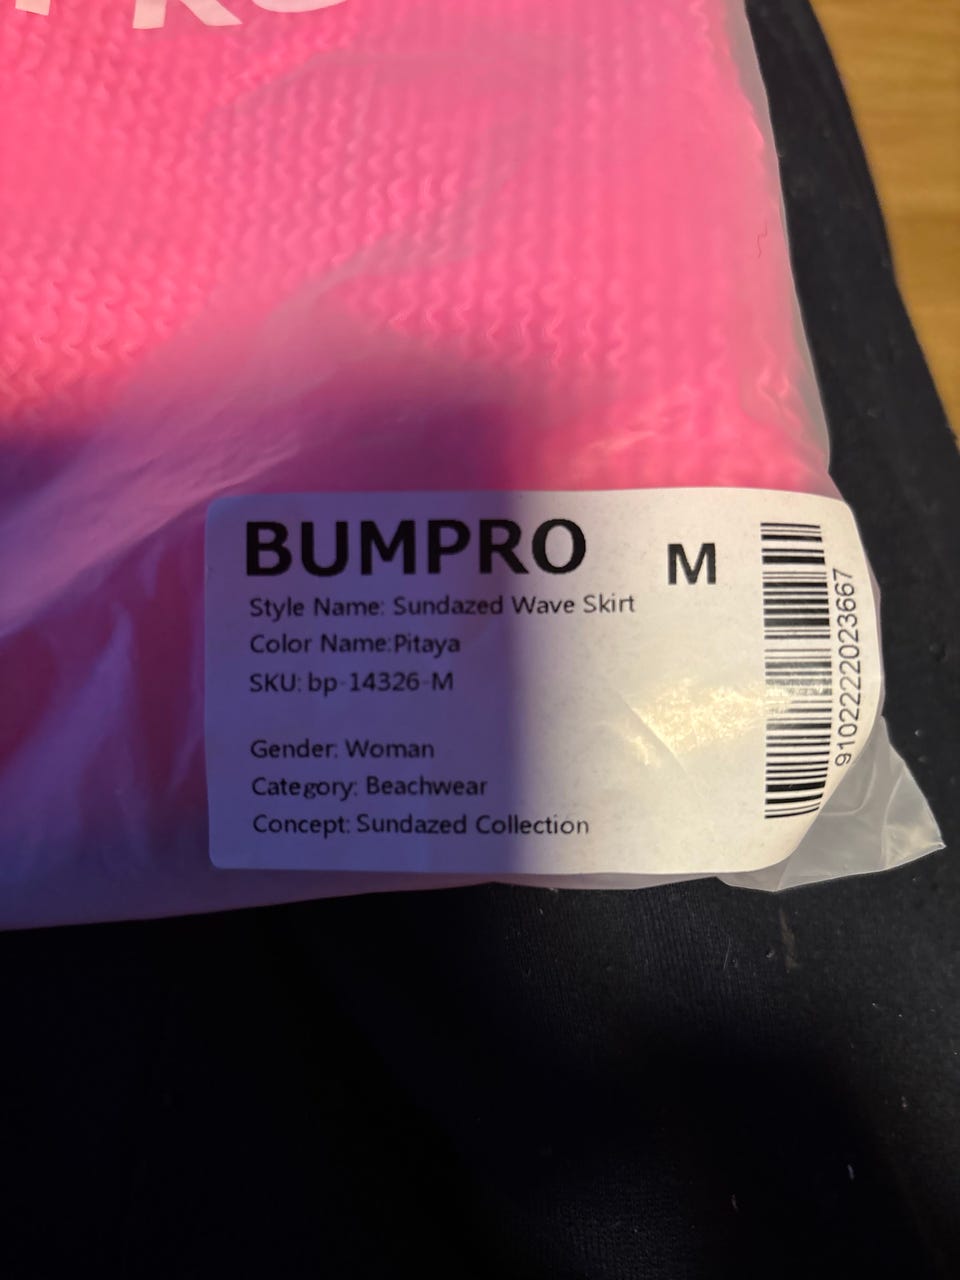 BUMPRO M
Style Name: Sundazed Wave Skirt
Color Name:Pitaya
SKU: bp-14326-M
Gender: Woman
Category: Beachwear
Concept: Sundazed Collection
9102222023667